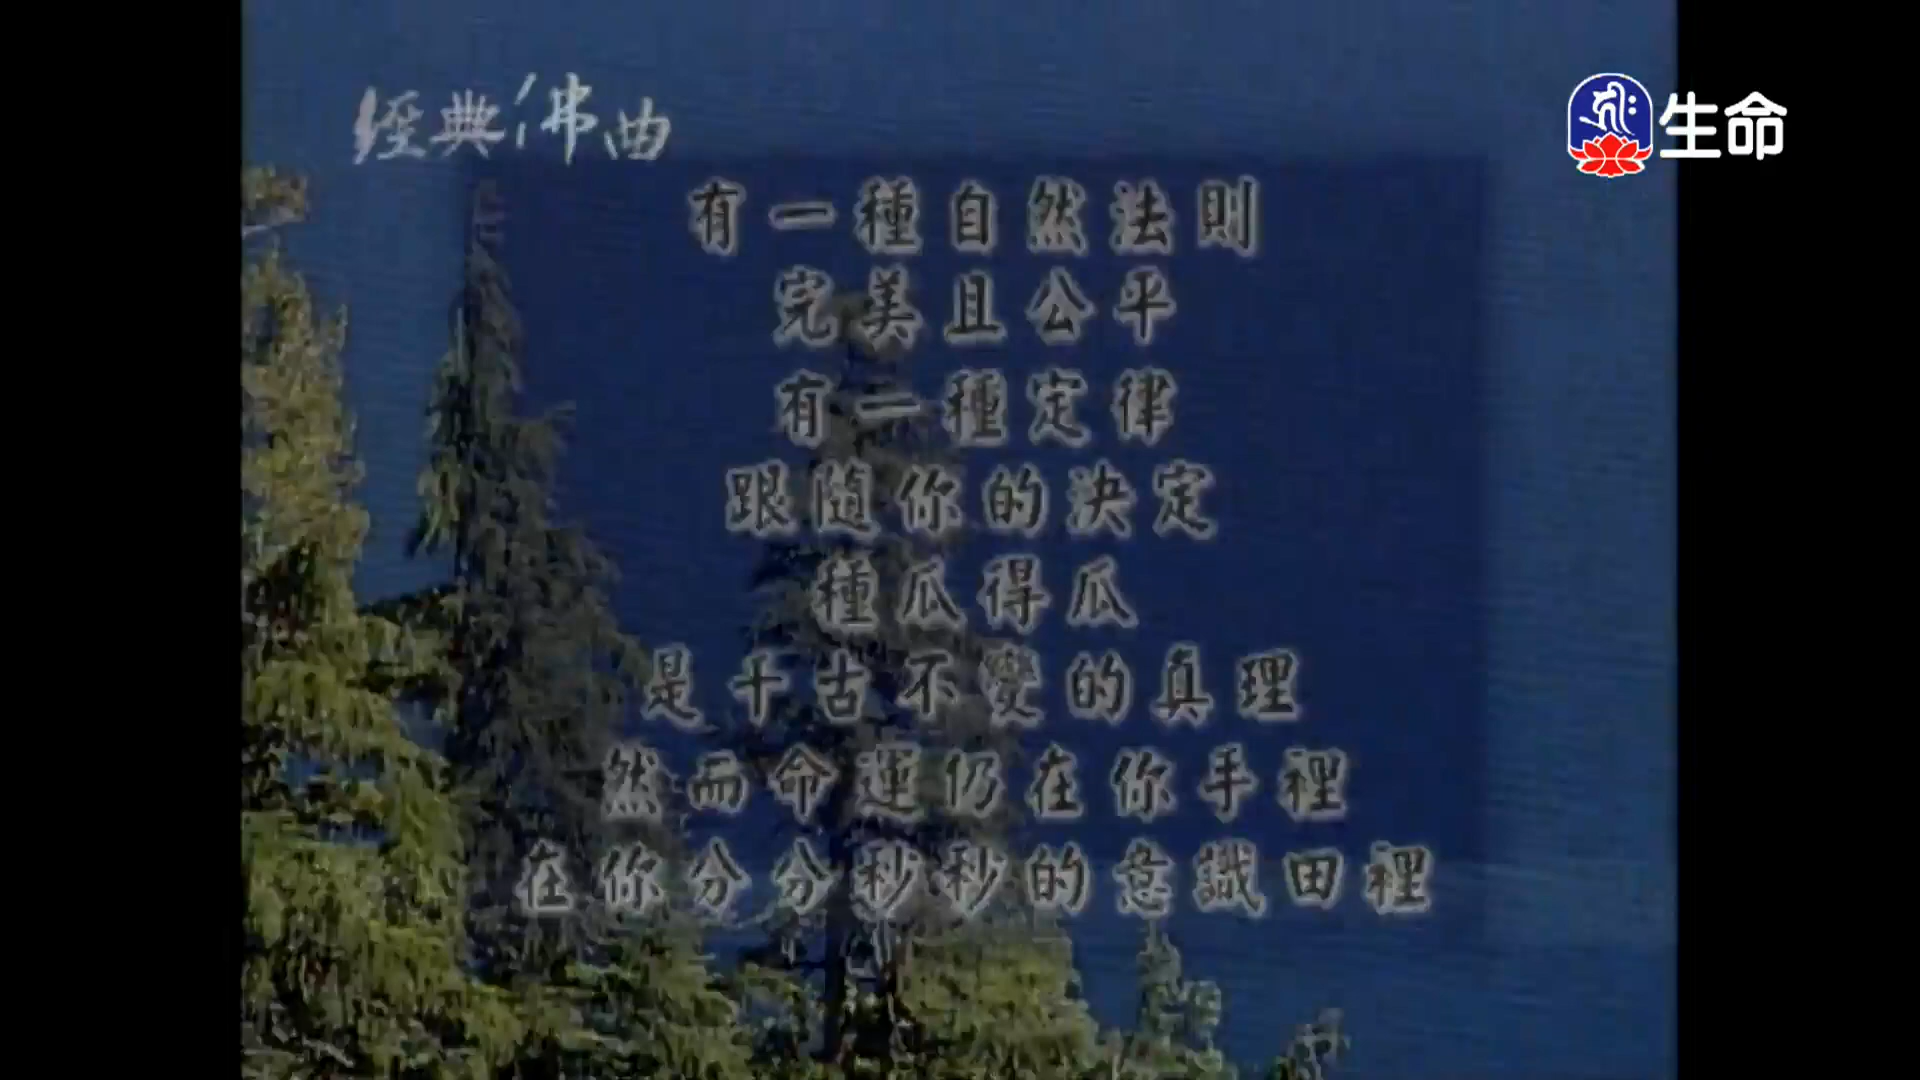 經典佛曲
生命
有一種自然法則
完美且公平
有一種定律
跟隨你的決定
種瓜得瓜
是千古不變的真理
然而命運仍在你手裡
在你分分秒秒的意識田裡